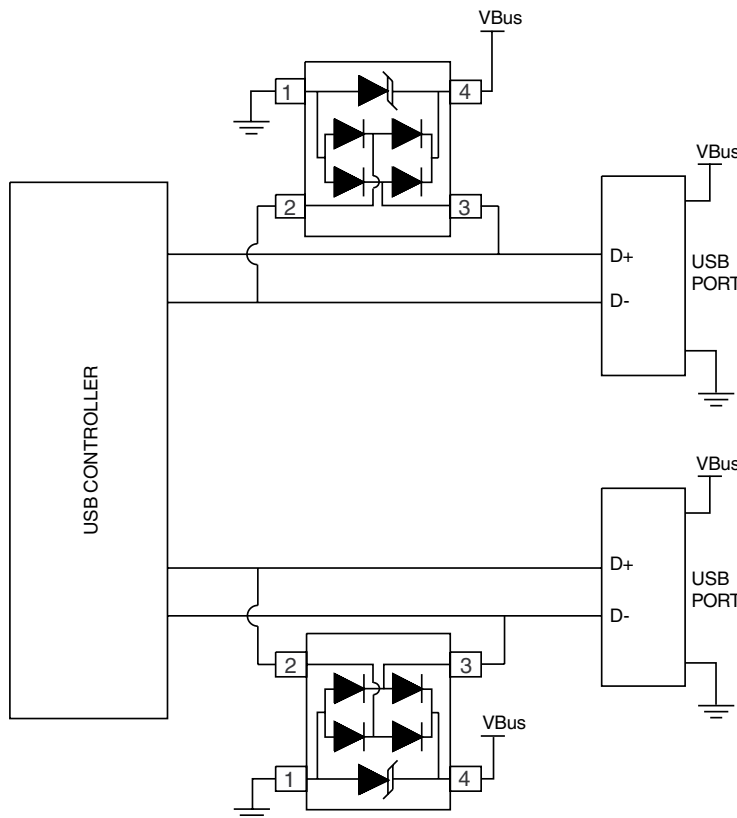 VBus
1
4
2
3
VBus
D+
D-
USB
PORT
USB CONTROLLER
VBus
D+
D-
USB
PORT
2
3
VBus
1
4